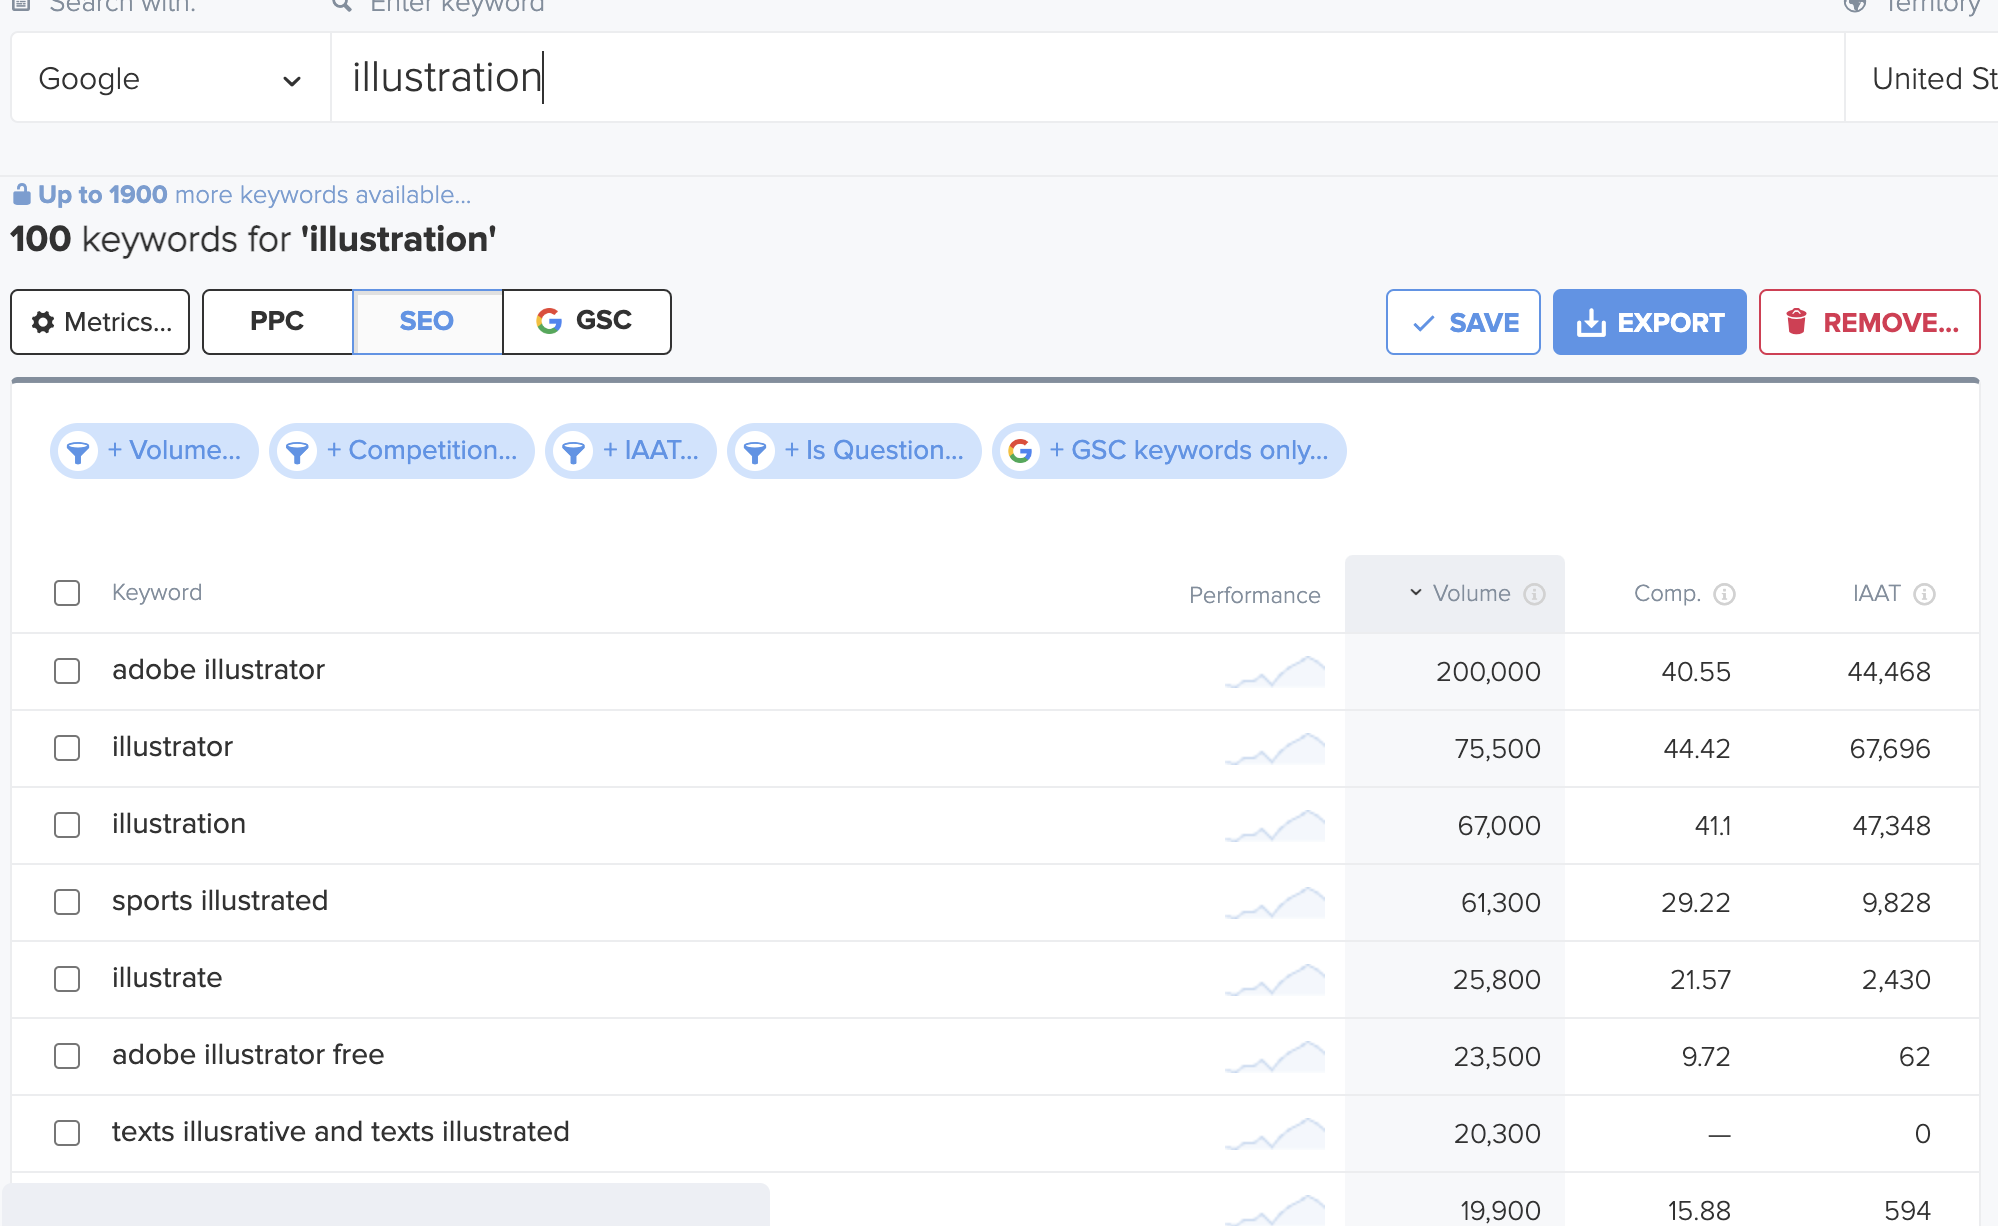 Search with:
Enter keyword
Territory
Google
illustration
United St
Up to 1900 more keywords available...
100 keywords for 'illustration'
Metrics...
PPC
SEO
GSC
SAVE
EXPORT
REMOVE...
+ Volume...
+ Competition...
+ IAAT...
+ Is Question...
+ GSC keywords only...
Keyword Performance Volume Comp. IAAT
adobe illustrator 200,000 40.55 44,468
illustrator 75,500 44.42 67,696
illustration 67,000 41.1 47,348
sports illustrated 61,300 29.22 9,828
illustrate 25,800 21.57 2,430
adobe illustrator free 23,500 9.72 62
texts illusrative and texts illustrated 20,300 — 0
19,900 15.88 594